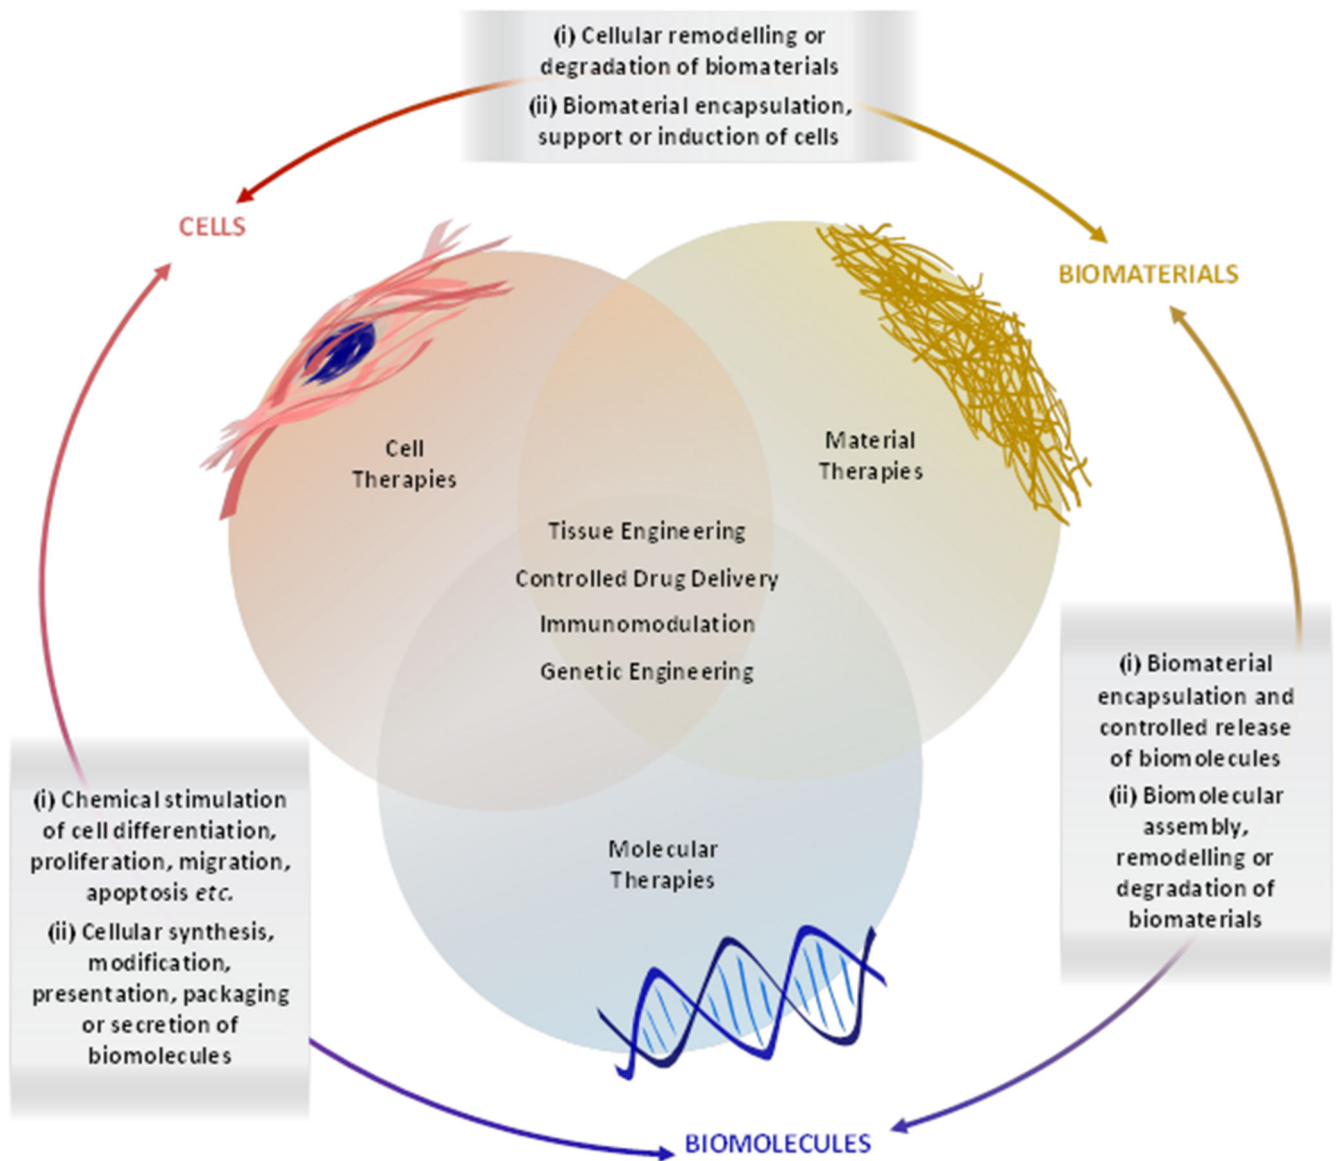 (i) Cellular remodelling or
degradation of biomaterials
(ii) Biomaterial encapsulation,
support or induction of cells
CELLS
BIOMATERIALS
Cell
Therapies
Material
Therapies
Tissue Engineering
Controlled Drug Delivery
Immunomodulation
Genetic Engineering
(i) Biomaterial
encapsulation and
controlled release
of biomolecules
(ii) Biomolecular
assembly,
remodelling or
degradation of
biomaterials
(i) Chemical stimulation
of cell differentiation,
proliferation, migration,
apoptosis etc.
(ii) Cellular synthesis,
modification,
presentation, packaging
or secretion of
biomolecules
Molecular
Therapies
BIOMOLECULES